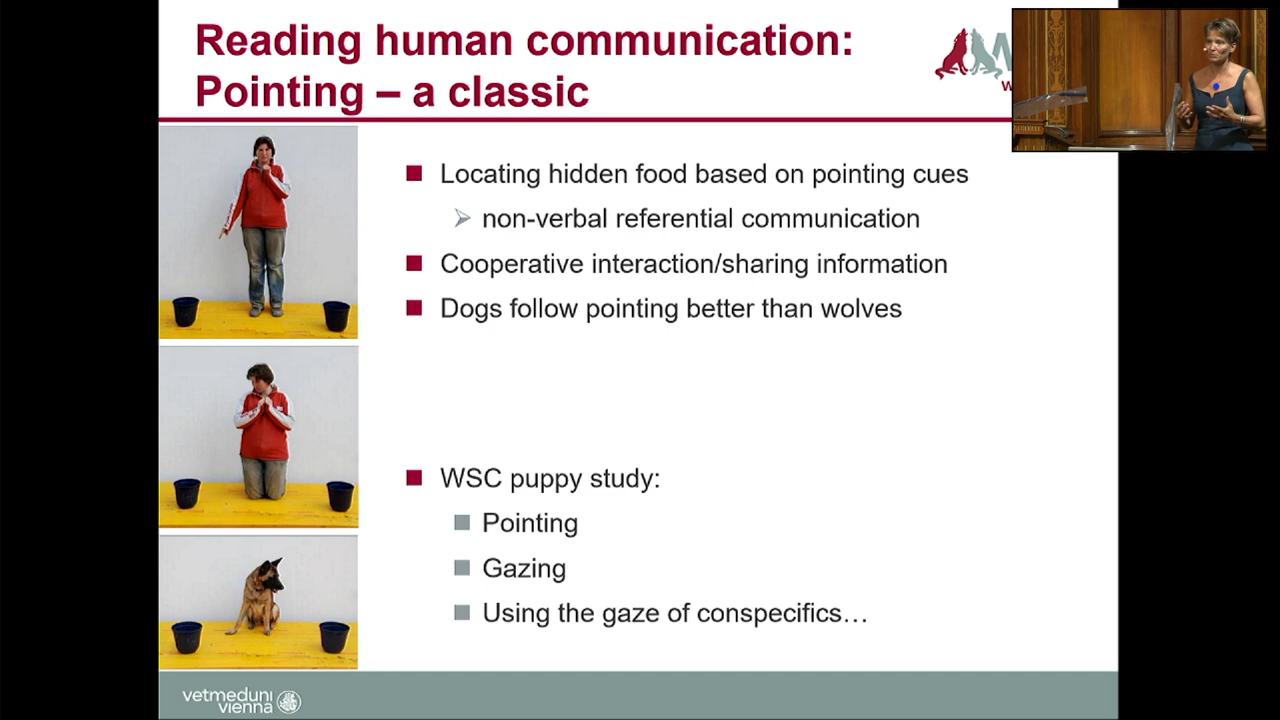 Reading human communication:
Pointing – a classic
Locating hidden food based on pointing cues
non-verbal referential communication
Cooperative interaction/sharing information
Dogs follow pointing better than wolves
WSC puppy study:
Pointing
Gazing
Using the gaze of conspecifics…
vetmeduni
vienna